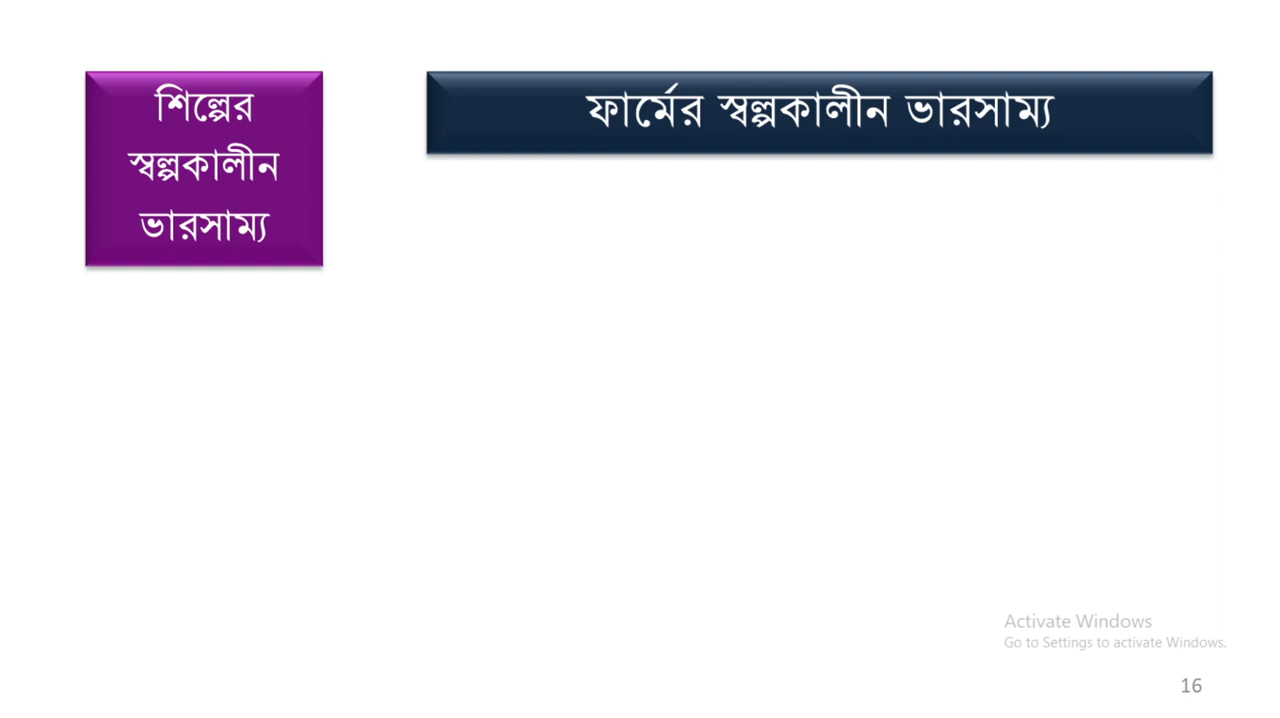 শিল্পের
স্বল্পকালীন
ভারসাম্য
ফার্মের স্বল্পকালীন ভারসাম্য
Activate Windows
Go to Settings to activate Windows.
16